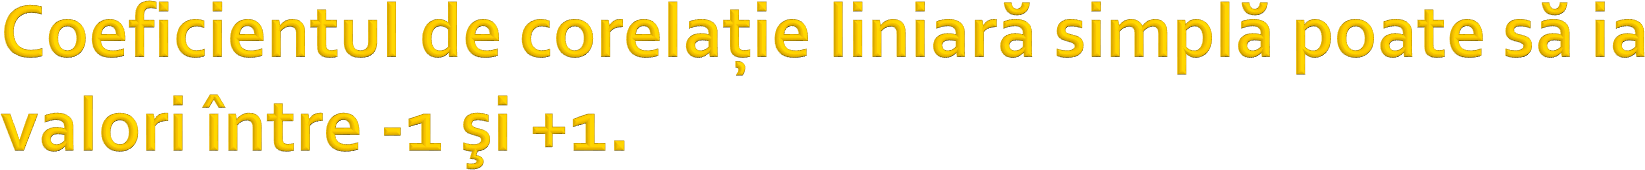 Coeficientul de corelație liniară simplă poate să ia
valori între -1 şi +1.